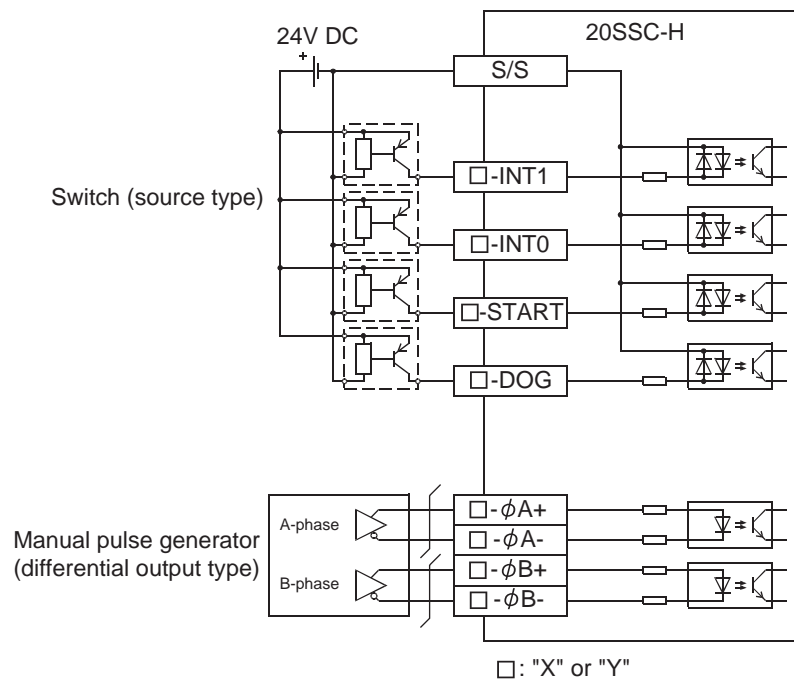 24V DC
20SSC-H
+
S/S
□-INT1
Switch (source type)
□-INT0
□-START
□-DOG
Manual pulse generator
(differential output type)
A-phase
B-phase
□-ϕA+
□-ϕA-
□-ϕB+
□-ϕB-
□: "X" or "Y"